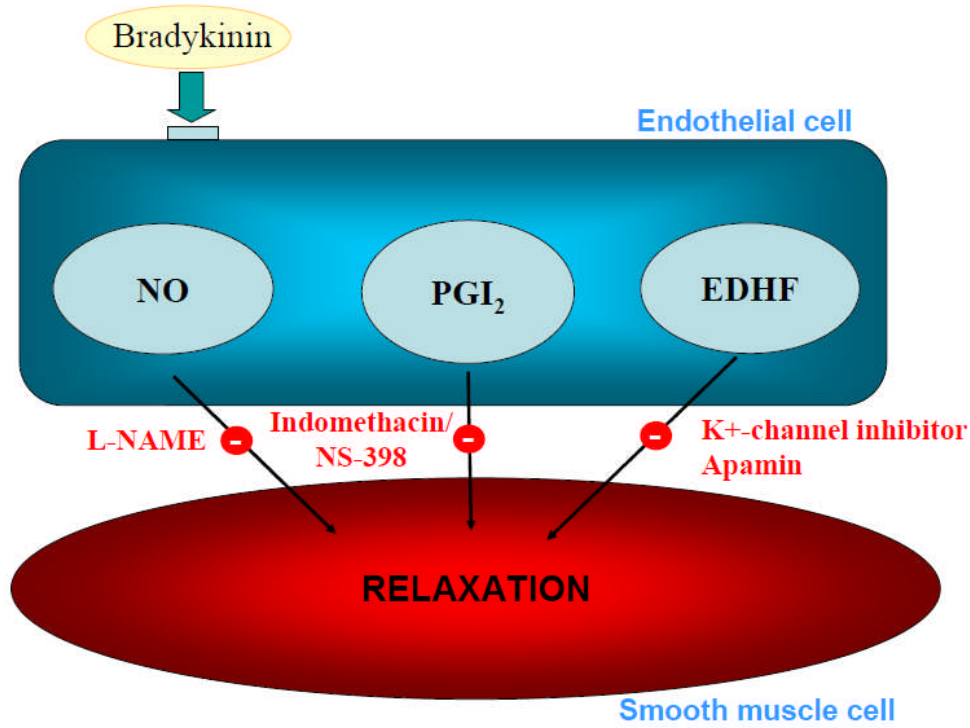 Bradykinin
Endothelial cell
NO
PGI₂
EDHF
L-NAME
Indomethacin/
NS-398
K+-channel inhibitor
Apamin
RELAXATION
Smooth muscle cell